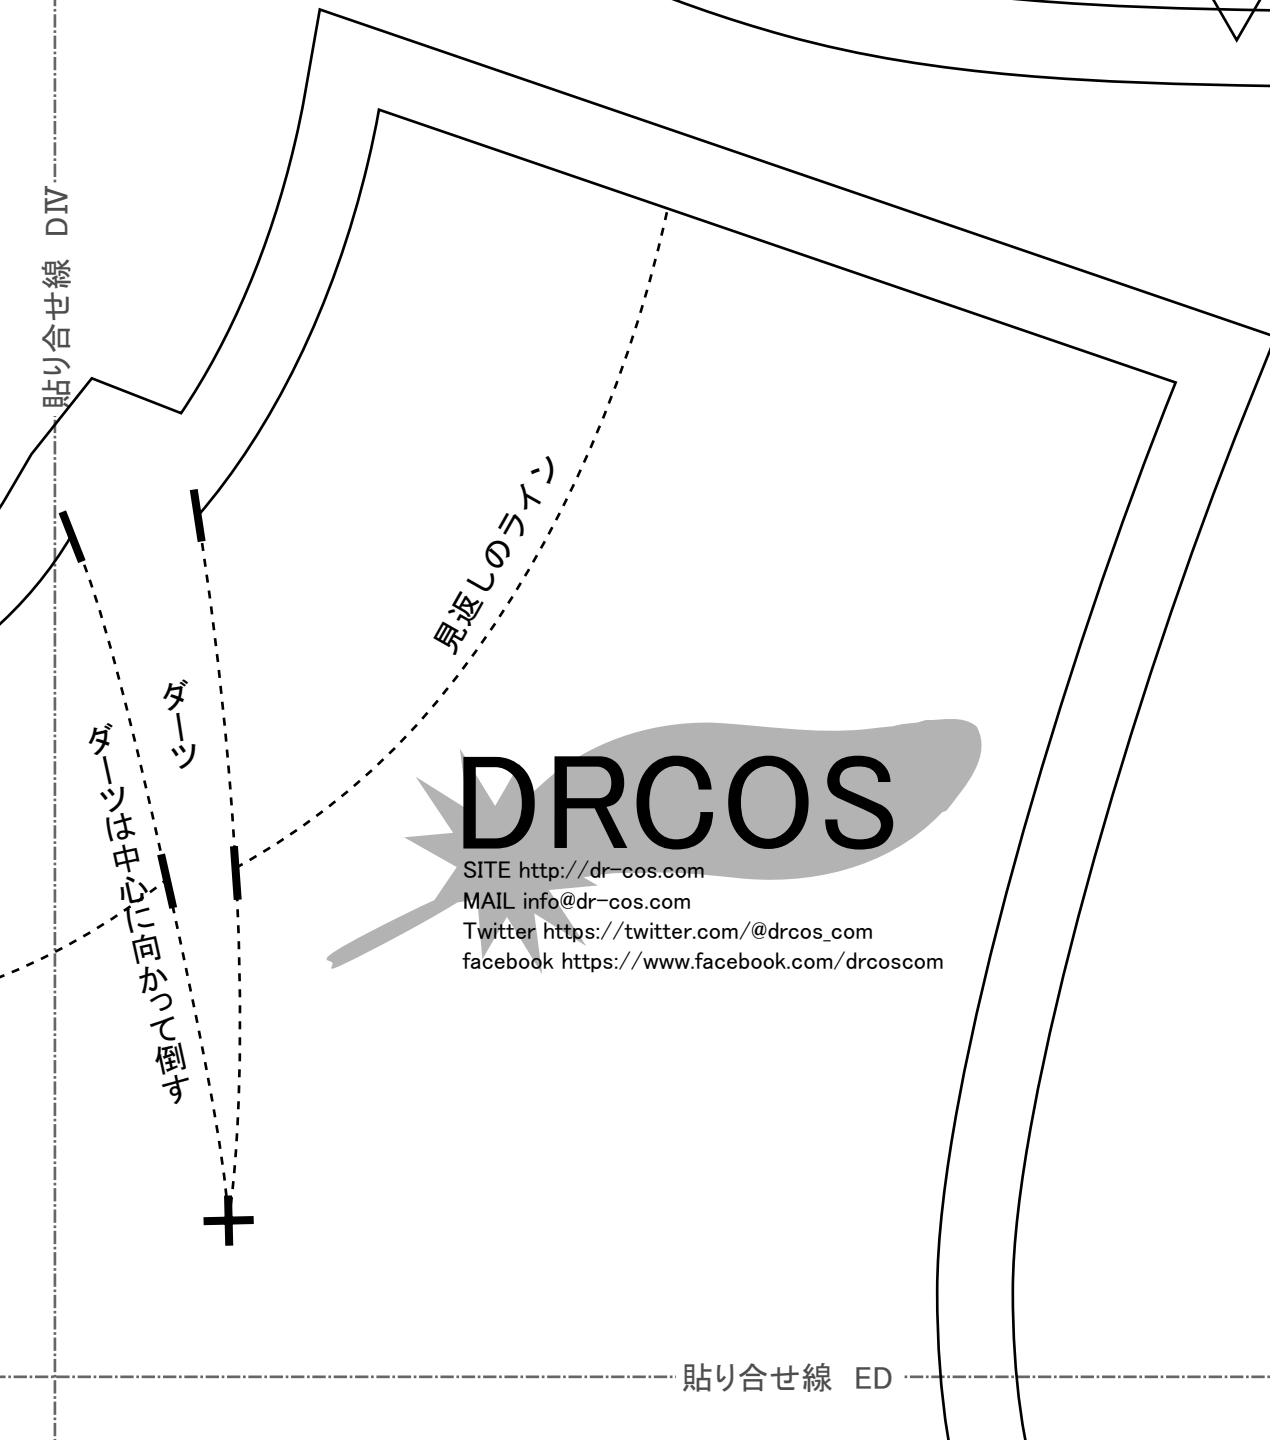 貼り合せ線　DⅣ
見返しのライン
ダーツ
ダーツは中心に向かって倒す
DRCOS
SITE http://dr-cos.com
MAIL info@dr-cos.com
Twitter https://twitter.com/@drcos_com
facebook https://www.facebook.com/drcoscom
貼り合せ線　ED